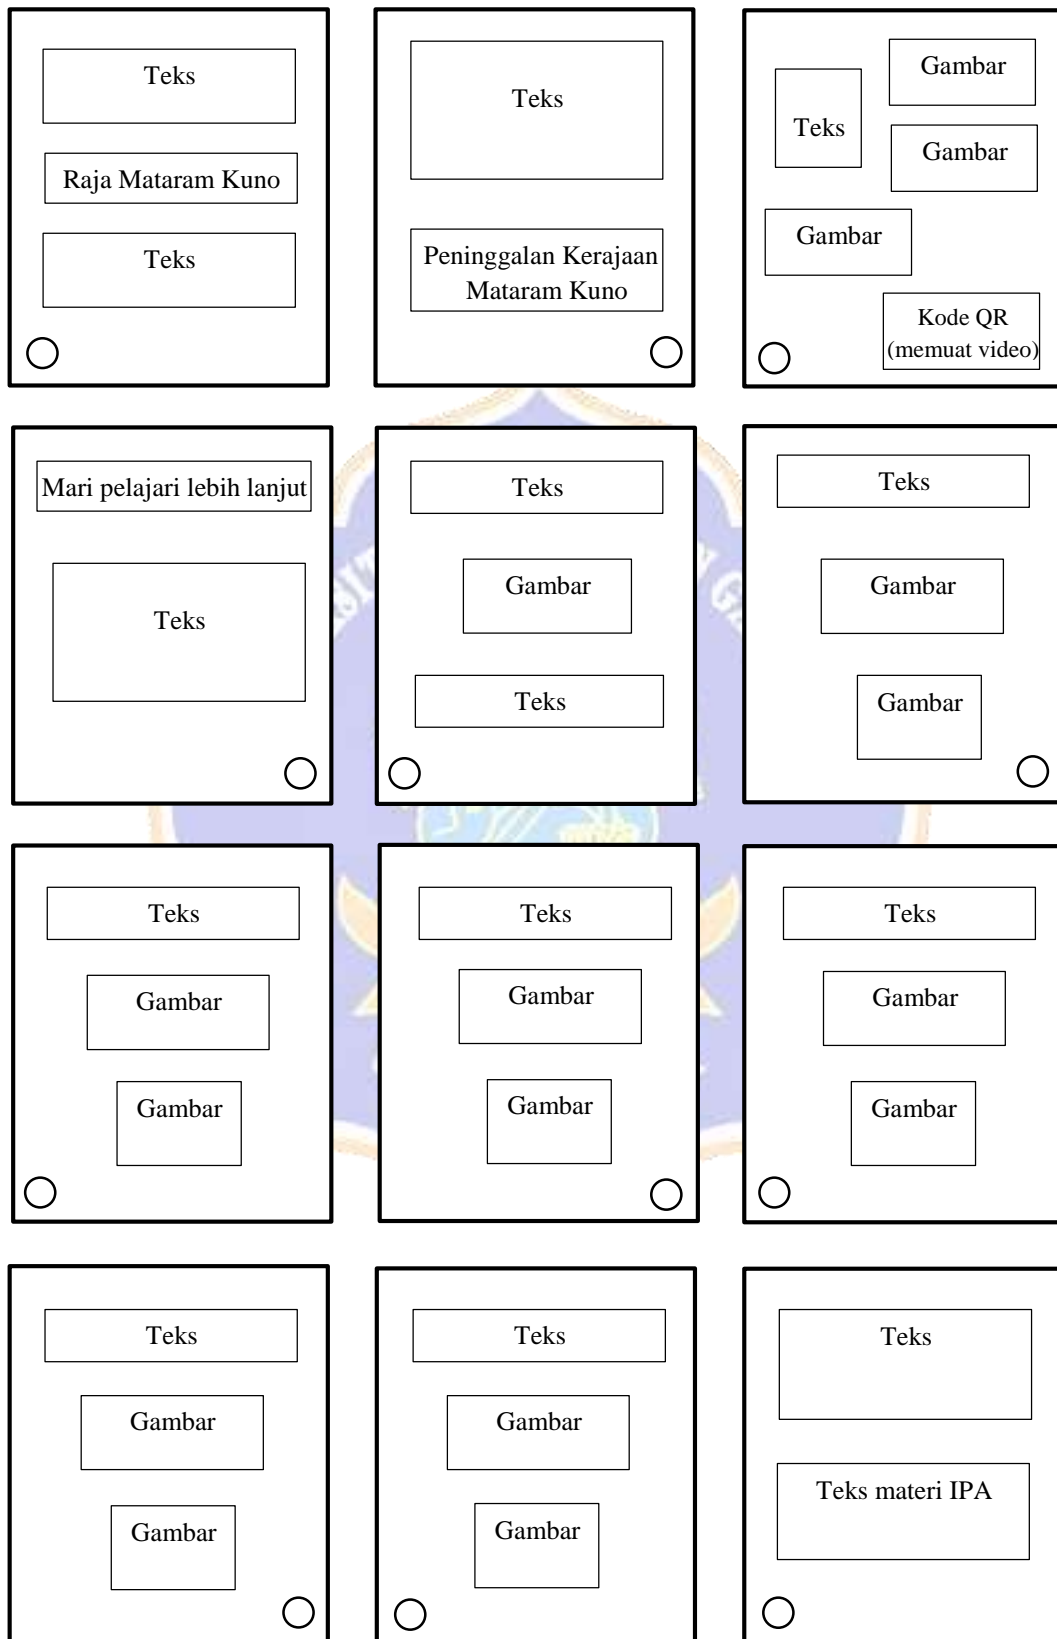 Teks
Raja Mataram Kuno
Teks
Teks
Peninggalan Kerajaan
Mataram Kuno
Teks
Gambar
Gambar
Gambar
Kode QR
(memuat video)
Mari pelajari lebih lanjut
Teks
Teks
Gambar
Teks
Teks
Gambar
Gambar
Teks
Gambar
Gambar
Teks
Gambar
Gambar
Teks
Gambar
Gambar
Teks
Gambar
Gambar
Teks
Gambar
Gambar
Teks
Teks materi IPA